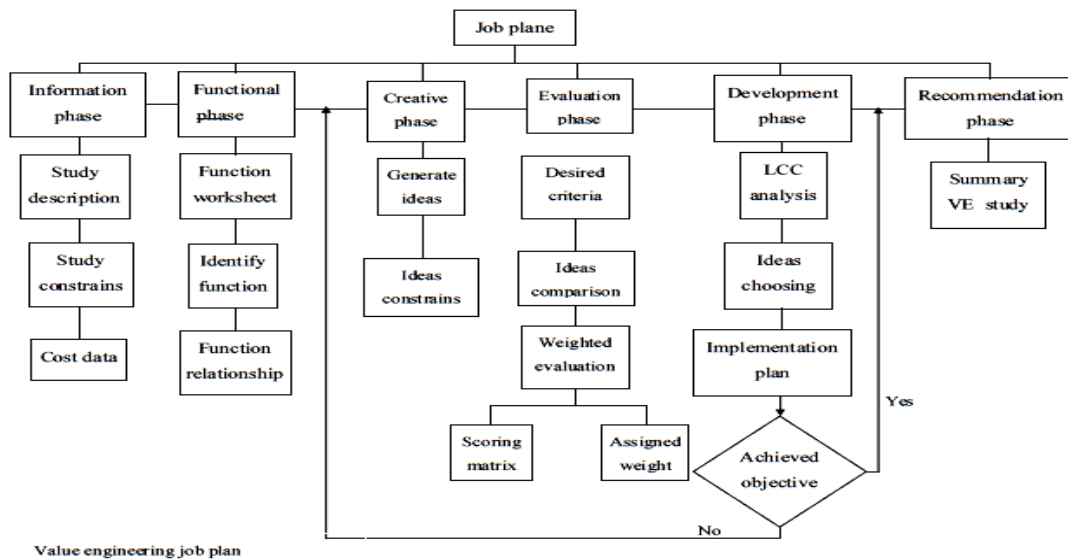 Job plane
Information
phase
Functional
phase
Creative
phase
Evaluation
phase
Development
phase
Recommendation
phase
Study
description
Function
worksheet
Generate
ideas
Desired
criteria
LCC
analysis
Summary
VE study
Study
constrains
Identify
function
Ideas
constrains
Ideas
comparison
Ideas
choosing
Cost data
Function
relationship
Weighted
evaluation
Implementation
plan
Yes
Scoring
matrix
Assigned
weight
Achieved
objective
No
Value engineering job plan